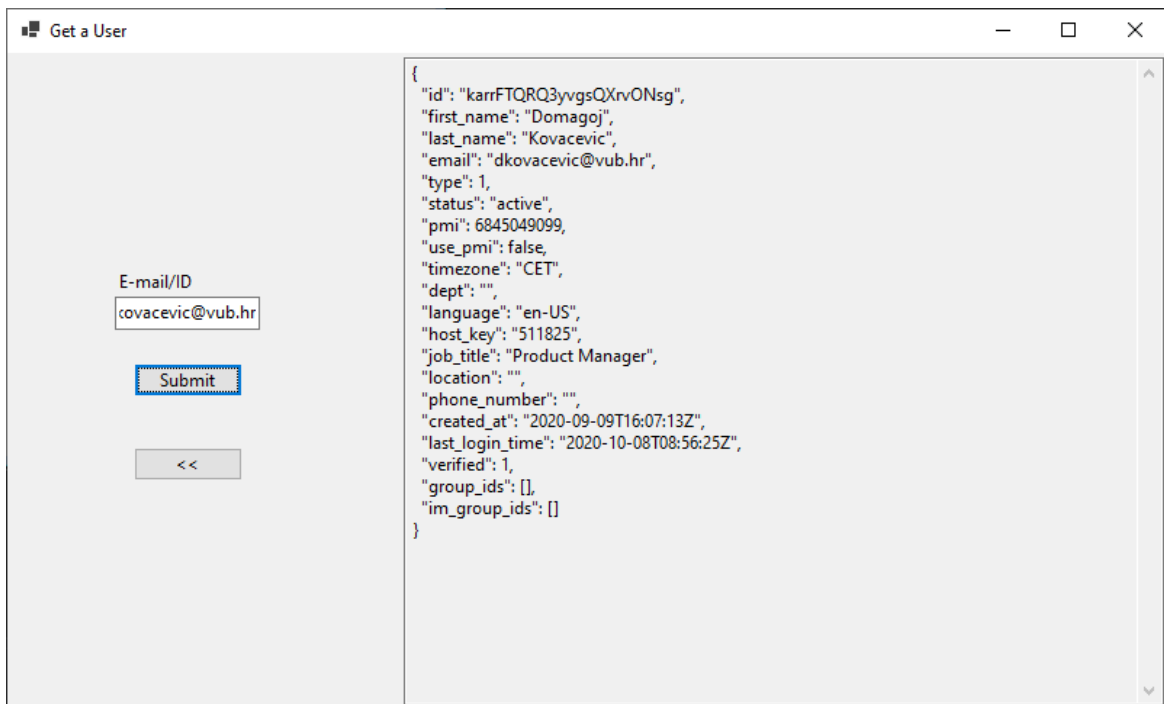 Get a User
E-mail/ID
kovacevic@vub.hr
Submit
<<
{
"id": "karrFTQRQ3yvgsQXrvONsg",
"first_name": "Domagoj",
"last_name": "Kovacevic",
"email": "dkovacevic@vub.hr",
"type": 1,
"status": "active",
"pmi": 6845049099,
"use_pmi": false,
"timezone": "CET",
"dept": "",
"language": "en-US",
"host_key": "511825",
"job_title": "Product Manager",
"location": "",
"phone_number": "",
"created_at": "2020-09-09T16:07:13Z",
"last_login_time": "2020-10-08T08:56:25Z",
"verified": 1,
"group_ids": [],
"im_group_ids": []
}